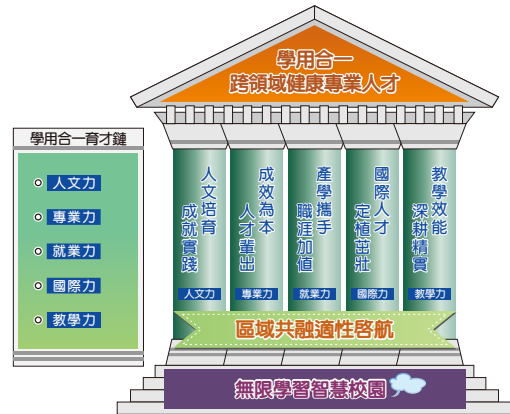 學用合一
跨領域健康專業人才
學用合一育才鏈
人文力
專業力
就業力
國際力
教學力
人文培育
成就實踐
成效為本
人才輩出
產學攜手
職涯加值
國際人才
定植茁壯
教學效能
深耕精實
人文力
專業力
就業力
國際力
教學力
區域共融適性啓航
無限學習智慧校園